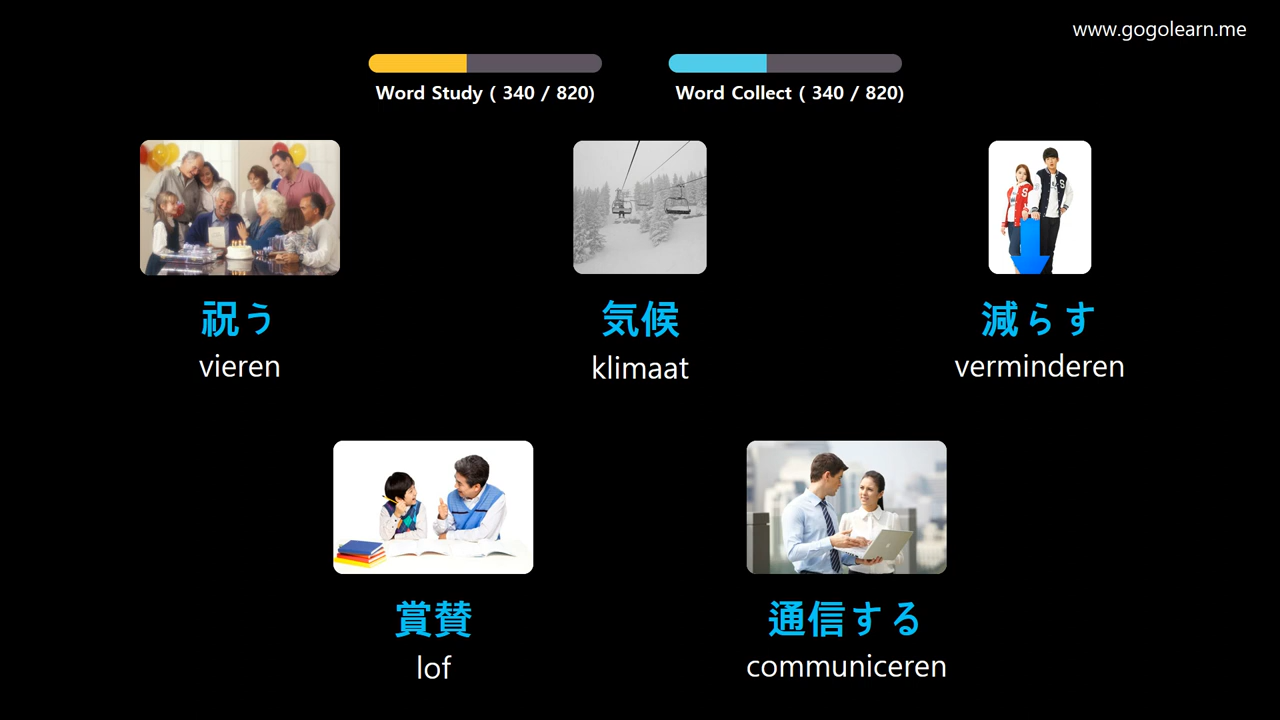 www.gogolearn.me
Word Study ( 340 / 820)
Word Collect ( 340 / 820)
祝う
vieren
気候
klimaat
減らす
verminderen
賞賛
lof
通信する
communiceren